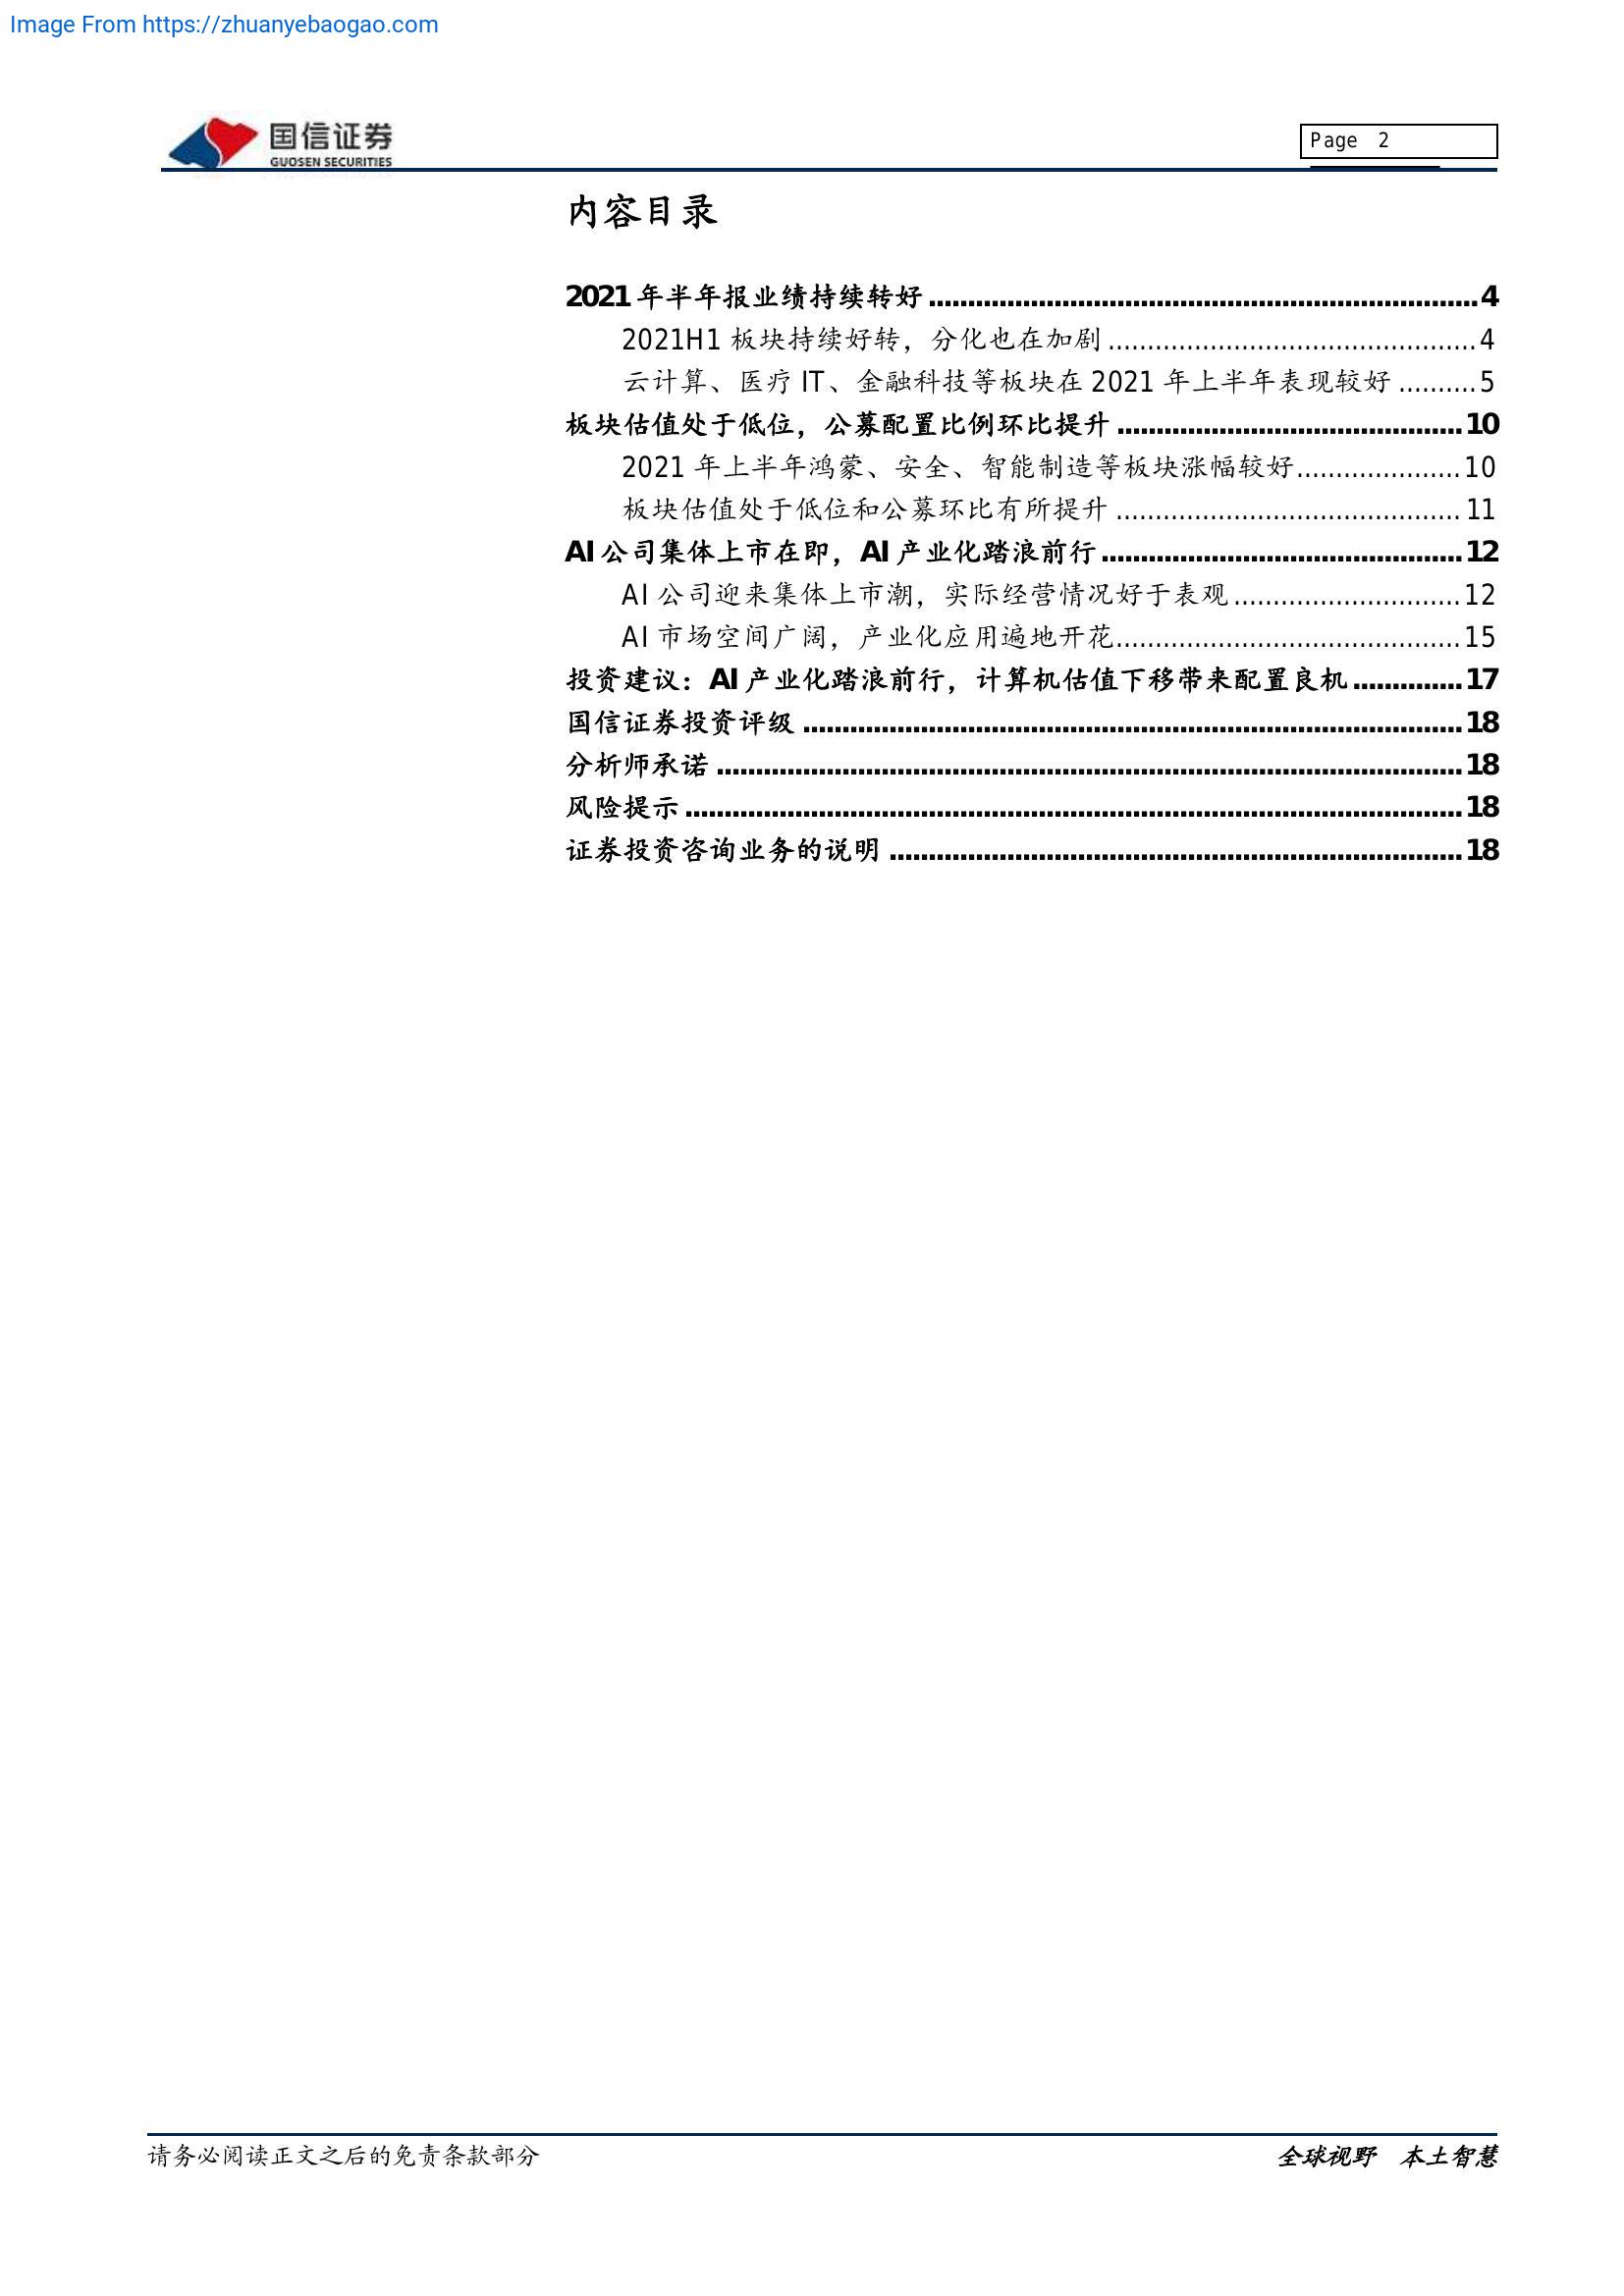 Image From https://zhuanyebaogao.com
国信证券
GUOSEN SECURITIES
Page 2
内容目录
2021 年半年报业绩持续转好......................................................................4
2021H1 板块持续好转，分化也在加剧...............................................4
云计算、医疗 IT、金融科技等板块在 2021 年上半年表现较好..........5
板块估值处于低位，公募配置比例环比提升............................................10
2021 年上半年鸿蒙、安全、智能制造等板块涨幅较好.....................10
板块估值处于低位和公募环比有所提升............................................11
AI 公司集体上市在即，AI 产业化踏浪前行..............................................12
AI 公司迎来集体上市潮，实际经营情况好于表观.............................12
AI 市场空间广阔，产业化应用遍地开花............................................15
投资建议：AI 产业化踏浪前行，计算机估值下移带来配置良机..............17
国信证券投资评级....................................................................................18
分析师承诺...............................................................................................18
风险提示...................................................................................................18
证券投资咨询业务的说明.........................................................................18
请务必阅读正文之后的免责条款部分
全球视野 本土智慧